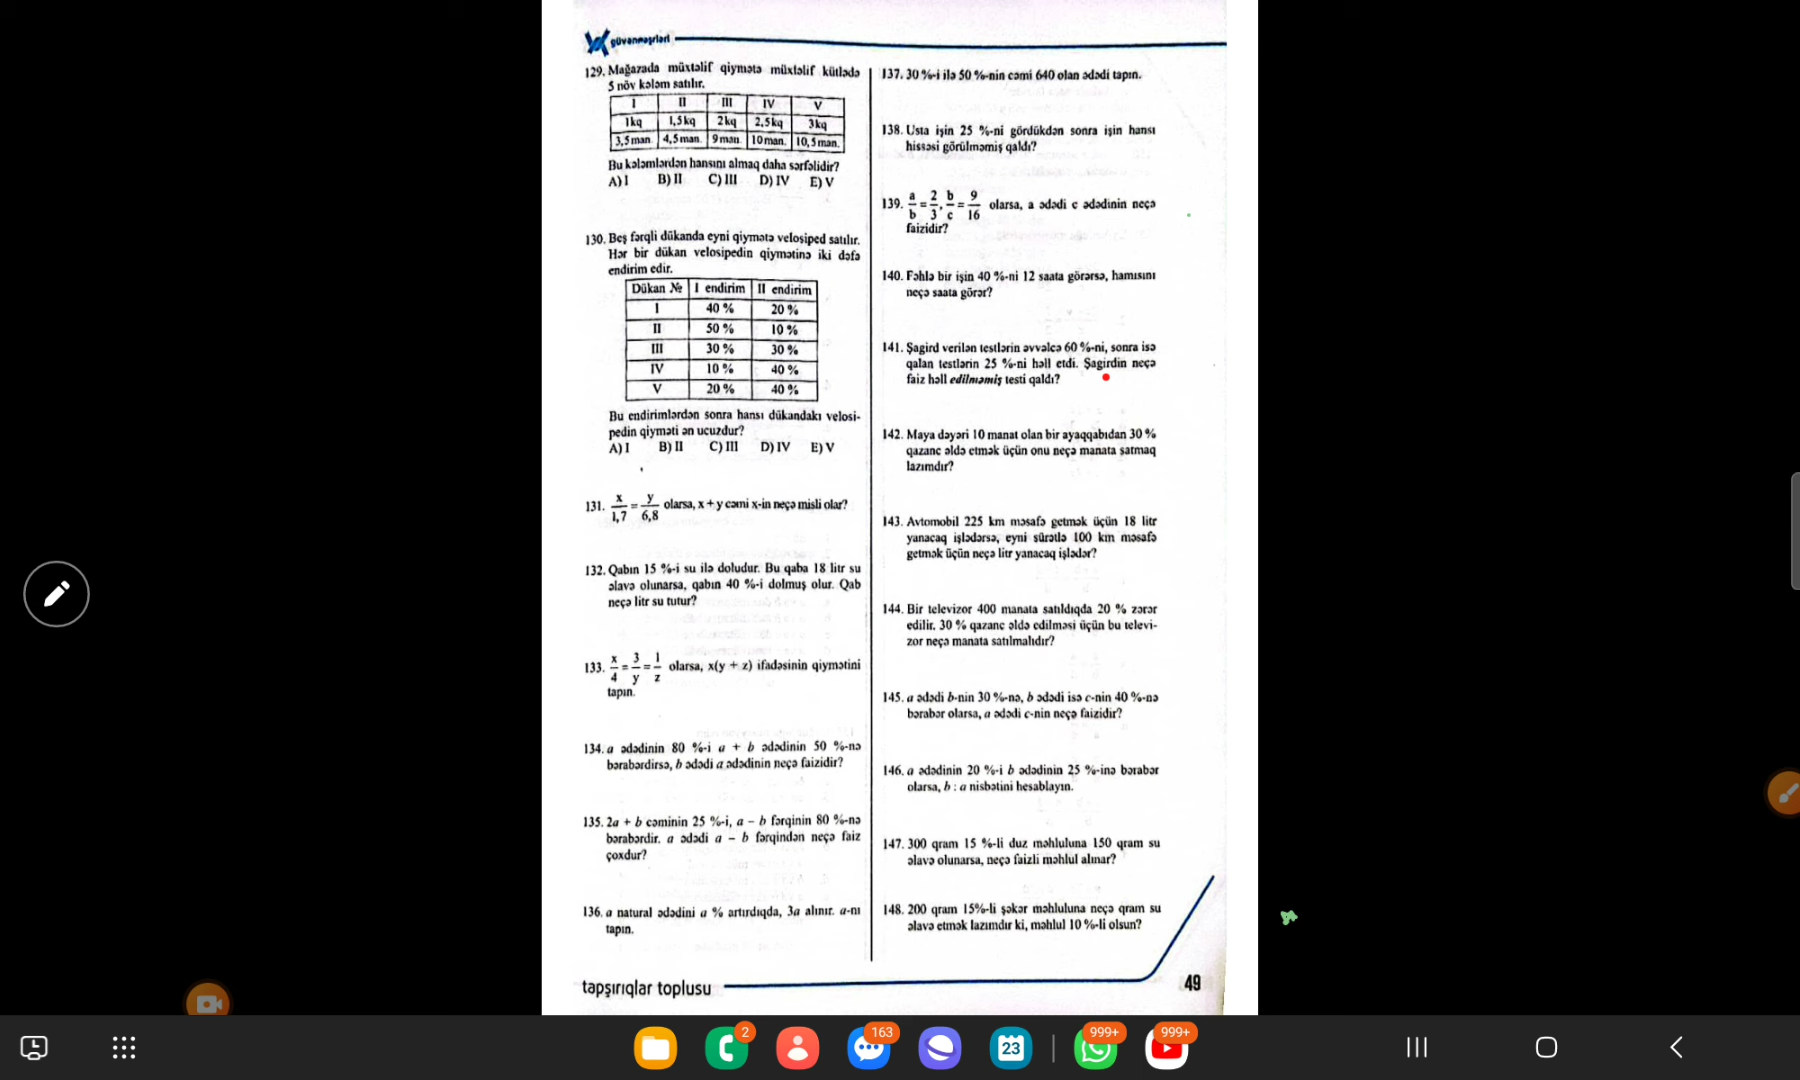 güvənnəşrləri
129. Mağazada müxtəlif qiymətə müxtəlif kütlədə
5 növ kələm satılır.
I II III IV V
1kq 1,5kq 2kq 2,5kq 3kq
3,5man. 4,5man. 9man. 10man. 10,5man.
Bu kələmlərdən hansını almaq daha sərfəlidir?
A) I B) II C) III D) IV E) V
130. Beş fərqli dükanda eyni qiymətə velosiped satılır.
Hər bir dükan velosipedin qiymətinə iki dəfə
endirim edir.
Dükan № I endirim II endirim
I 40 % 20 %
II 50 % 10 %
III 30 % 30 %
IV 10 % 40 %
V 20 % 40 %
Bu endirimlərdən sonra hansı dükandakı velosi-
pedin qiyməti ən ucuzdur?
A) I B) II C) III D) IV E) V
131. x/1,7 = y/6,8 olarsa, x + y cəmi x-in neçə misli olar?
132. Qabın 15 %-i su ilə doludur. Bu qaba 18 litr su
əlavə olunarsa, qabın 40 %-i dolmuş olur. Qab
neçə litr su tutur?
133. x/4 = 3/y = 1/z olarsa, x(y + z) ifadəsinin qiymətini
tapın.
134. a ədədinin 80 %-i a + b ədədinin 50 %-nə
bərabərdirsə, b ədədi a ədədinin neçə faizidir?
135. 2a + b cəminin 25 %-i, a – b fərqinin 80 %-nə
bərabərdir. a ədədi a – b fərqindən neçə faiz
çoxdur?
136. a natural ədədini a % artırdıqda, 3a alınır. a-nı
tapın.
137. 30 %-i ilə 50 %-nin cəmi 640 olan ədədi tapın.
138. Usta işin 25 %-ni gördükdən sonra işin hansı
hissəsi görülməmiş qaldı?
139. a/b = 2/3, b/c = 9/16 olarsa, a ədədi c ədədinin neçə
faizidir?
140. Fəhlə bir işin 40 %-ni 12 saata görərsə, hamısını
neçə saata görər?
141. Şagird verilən testlərin əvvəlcə 60 %-ni, sonra isə
qalan testlərin 25 %-ni həll etdi. Şagirdin neçə
faiz həll edilməmiş testi qaldı?
142. Maya dəyəri 10 manat olan bir ayaqqabıdan 30 %
qazanc əldə etmək üçün onu neçə manata satmaq
lazımdır?
143. Avtomobil 225 km məsafə getmək üçün 18 litr
yanacaq işlədərsə, eyni sürətlə 100 km məsafə
getmək üçün neçə litr yanacaq işlədər?
144. Bir televizor 400 manata satıldıqda 20 % zərər
edilir. 30 % qazanc əldə edilməsi üçün bu televi-
zor neçə manata satılmalıdır?
145. a ədədi b-nin 30 %-nə, b ədədi isə c-nin 40 %-nə
bərabər olarsa, a ədədi c-nin neçə faizidir?
146. a ədədinin 20 %-i b ədədinin 25 %-inə bərabər
olarsa, b : a nisbətini hesablayın.
147. 300 qram 15 %-li duz məhluluna 150 qram su
əlavə olunarsa, neçə faizli məhlul alınar?
148. 200 qram 15%-li şəkər məhluluna neçə qram su
əlavə etmək lazımdır ki, məhlul 10 %-li olsun?
tapşırıqlar toplusu
49
2
163
23
999+
999+